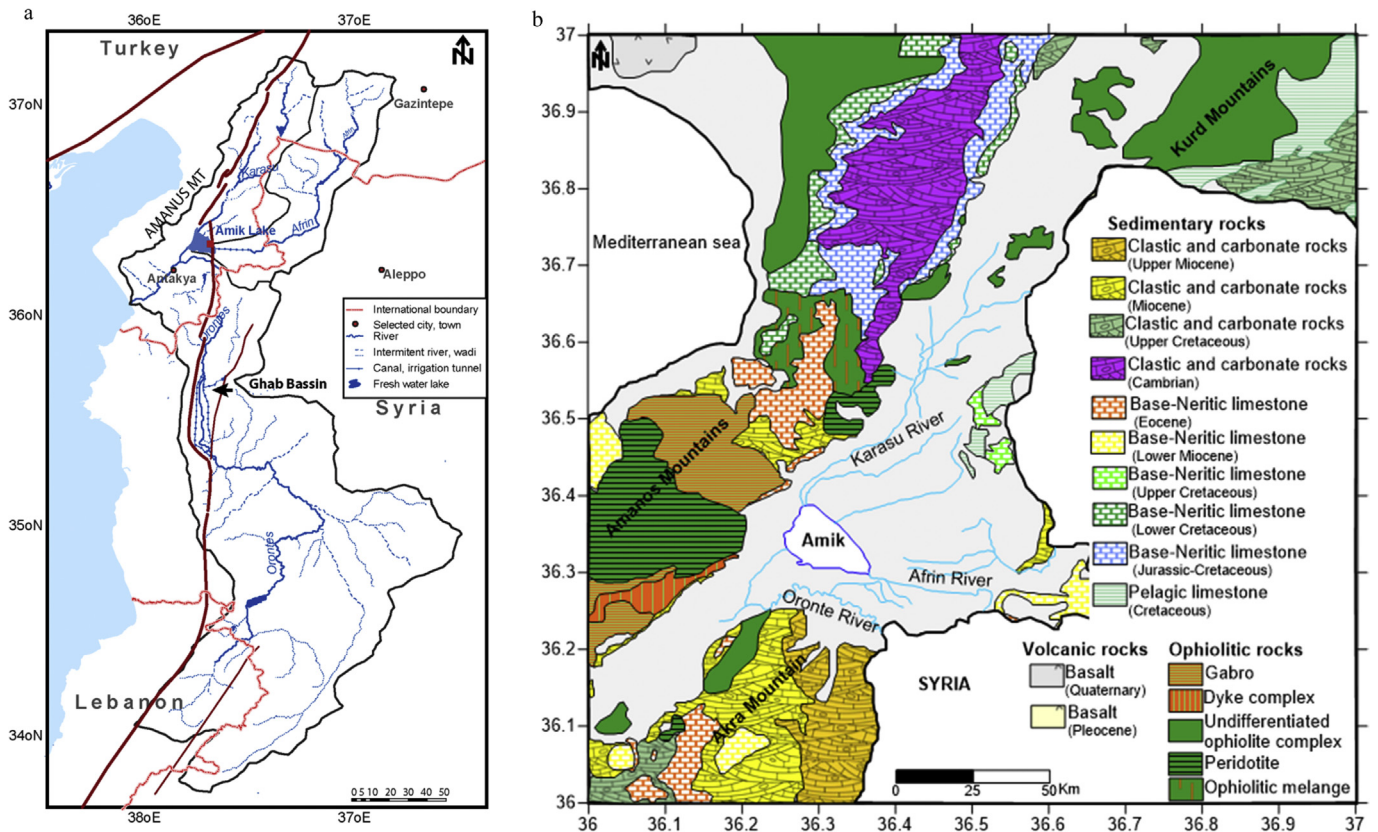 a
36oE
37oE
Turkey
N
37oN
Gazintepe
Afrin
Karasu
AMANUS MT
Amik Lake
Afrin
Antakya
Aleppo
36oN
International boundary
Selected city, town
River
Intermitent river, wadi
Canal, irrigation tunnel
Fresh water lake
Orontes
Ghab Bassin
Syria
35oN
Orontes
Lebanon
34oN
0 5 10 20 30 40 50
38oE
37oE
b
37
N
36.9
Kurd Mountains
36.8
Mediterranean sea
36.7
36.6
36.5
36.4
36.3
36.2
36.1
36
Karasu River
Amanos Mountains
Amik
Afrin River
Oronte River
Akra Mountain
SYRIA
Sedimentary rocks
Clastic and carbonate rocks
(Upper Miocene)
Clastic and carbonate rocks
(Miocene)
Clastic and carbonate rocks
(Upper Cretaceous)
Clastic and carbonate rocks
(Cambrian)
Base-Neritic limestone
(Eocene)
Base-Neritic limestone
(Lower Miocene)
Base-Neritic limestone
(Upper Cretaceous)
Base-Neritic limestone
(Lower Cretaceous)
Base-Neritic limestone
(Jurassic-Cretaceous)
Pelagic limestone
(Cretaceous)
Volcanic rocks
Basalt
(Quaternary)
Basalt
(Pleocene)
Ophiolitic rocks
Gabro
Dyke complex
Undifferentiated
ophiolite complex
Peridotite
Ophiolitic melange
0 25 50 Km
36 36.1 36.2 36.3 36.4 36.5 36.6 36.7 36.8 36.9 37